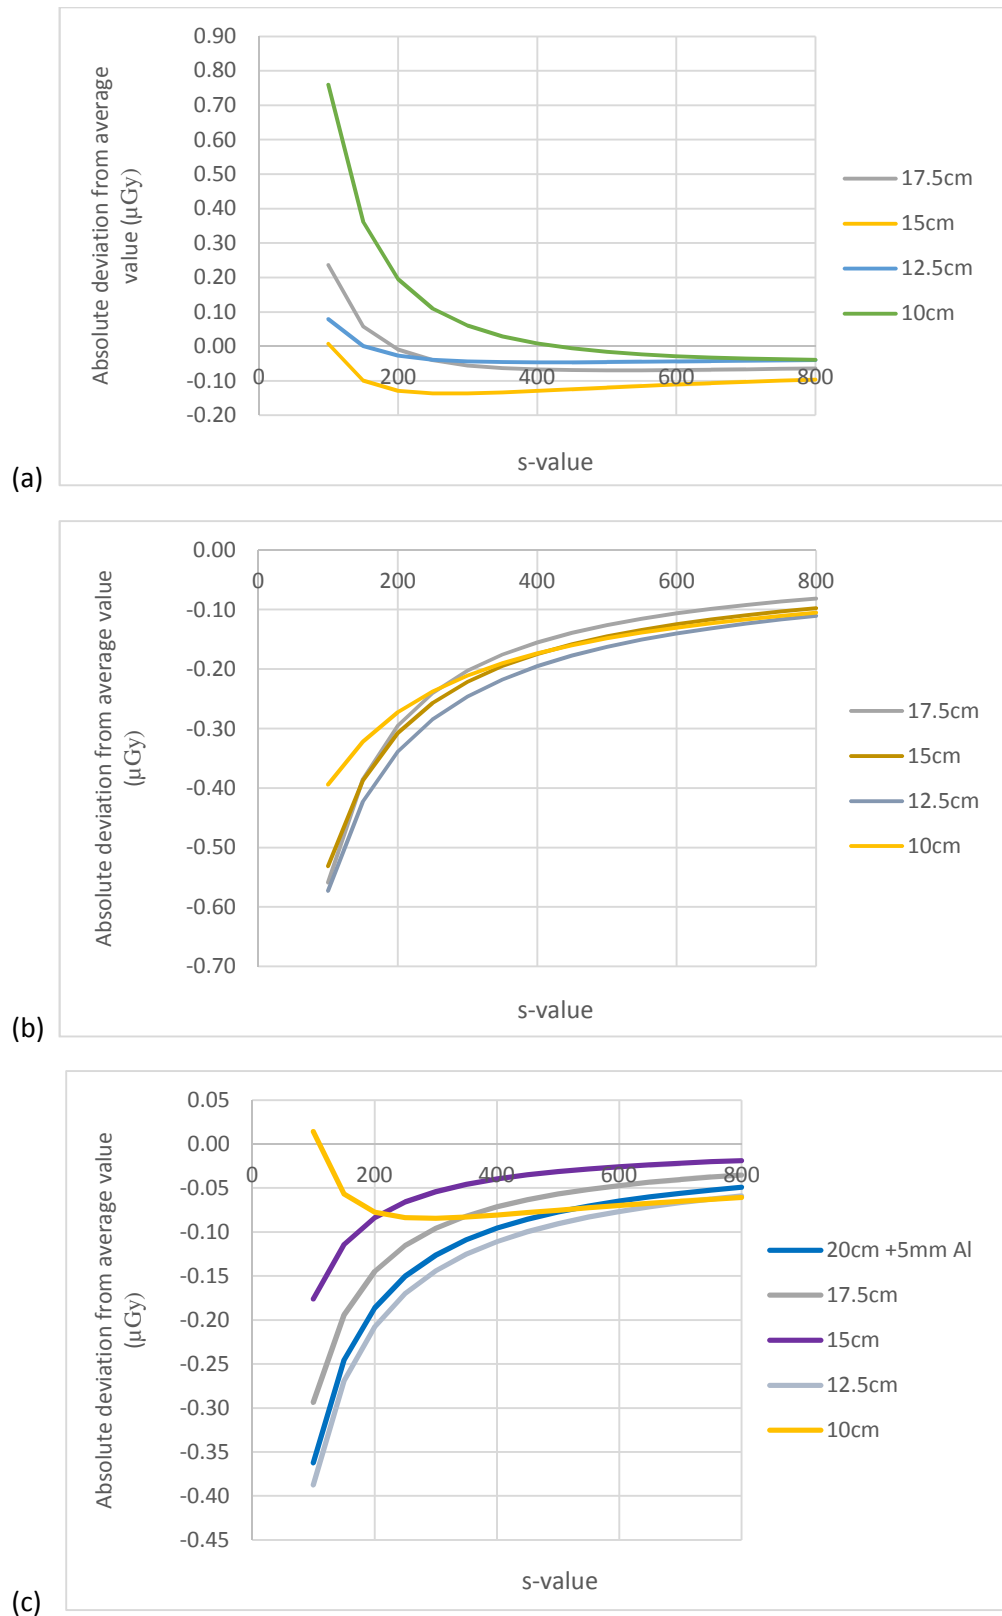 0.90
0.80
0.70
0.60
0.50
0.40
0.30
0.20
0.10
0.00
-0.10
-0.20
0 200 400 600 800
Absolute deviation from average
value (μGy)
s-value
17.5cm
15cm
12.5cm
10cm
(a)
0.00
-0.10
-0.20
-0.30
-0.40
-0.50
-0.60
-0.70
0 200 400 600 800
Absolute deviation from average value
(μGy)
s-value
17.5cm
15cm
12.5cm
10cm
(b)
0.05
0.00
-0.05
-0.10
-0.15
-0.20
-0.25
-0.30
-0.35
-0.40
-0.45
0 200 400 600 800
Absolute deviation from average value
(μGy)
s-value
20cm +5mm Al
17.5cm
15cm
12.5cm
10cm
(c)